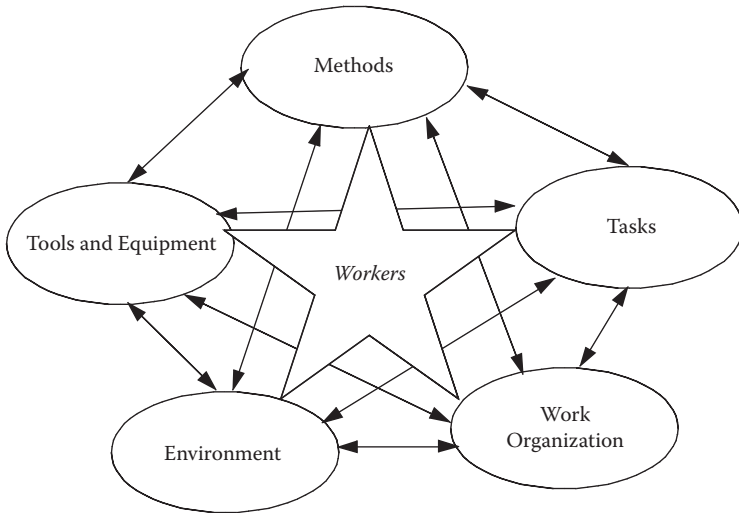 Methods
Tools and Equipment
Tasks
Workers
Environment
Work
Organization